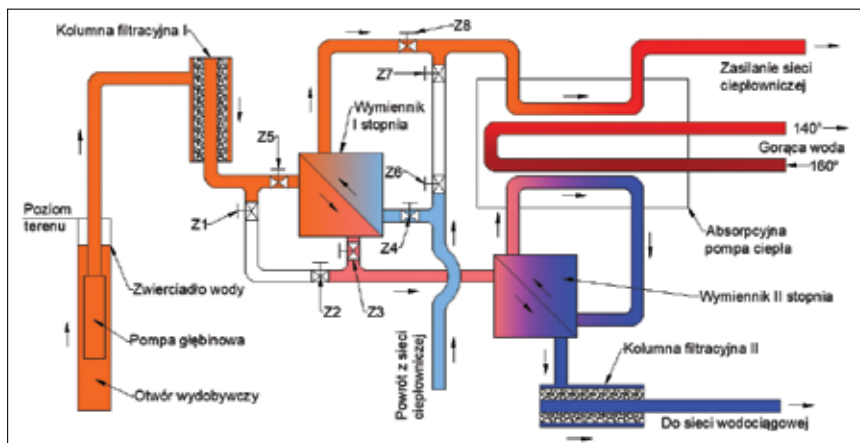 Kolumna filtracyjna I
Z8
Z7
Zasilanie sieci
ciepłowniczej
Wymiennik
I stopnia
Z5
140°
Gorąca woda
160°
Z6
Poziom
terenu
Z1
Z4
Absorpcyjna
pompa ciepła
Zwierciadło wody
Z2
Z3
Wymiennik II stopnia
Pompa głębinowa
Powrót z sieci
ciepłowniczej
Kolumna filtracyjna II
Otwór wydobywczy
Do sieci wodociągowej